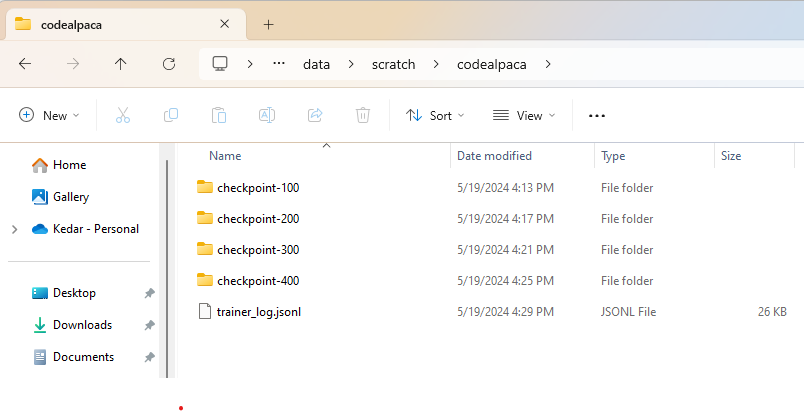 codealpaca
data scratch codealpaca
New Sort View
Name Date modified Type Size
Home
Gallery
Kedar - Personal
Desktop
Downloads
Documents
checkpoint-100 5/19/2024 4:13 PM File folder
checkpoint-200 5/19/2024 4:17 PM File folder
checkpoint-300 5/19/2024 4:21 PM File folder
checkpoint-400 5/19/2024 4:25 PM File folder
trainer_log.jsonl 5/19/2024 4:29 PM JSONL File 26 KB